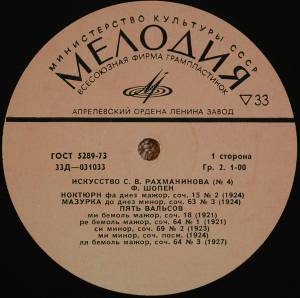 МИНИСТЕРСТВО КУЛЬТУРЫ СССР
МЕЛОДИЯ
ВСЕСОЮЗНАЯ ФИРМА ГРАМПЛАСТИНОК
▽33
АПРЕЛЕВСКИЙ ОРДЕНА ЛЕНИНА ЗАВОД
ГОСТ 5289-73
1 сторона
33Д—031033
Гр. 2. 1-00
ИСКУССТВО С. В. РАХМАНИНОВА (№ 4)
Ф. ШОПЕН
НОКТЮРН фа диез мажор, соч. 15 № 2 (1924)
МАЗУРКА до диез минор, соч. 63 № 3 (1924)
ПЯТЬ ВАЛЬСОВ
ми бемоль мажор, соч. 18 (1921)
ре бемоль мажор, соч. 64 № 1 (1921)
си минор, соч. 69 № 2 (1923)
ми минор, соч. посм. (1924)
ля бемоль мажор, соч. 64 № 3 (1927)